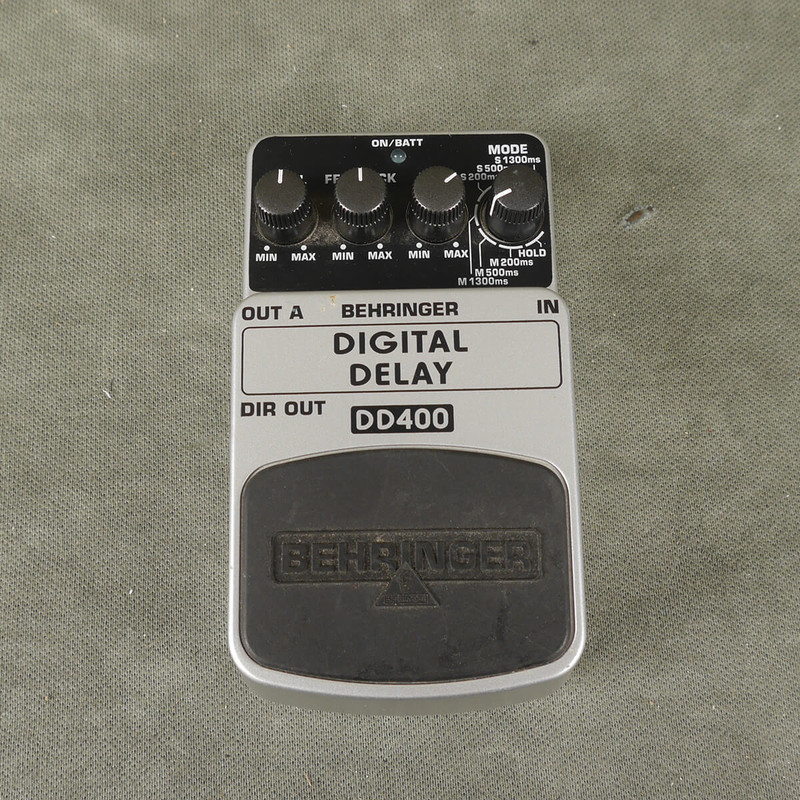 ON/BATT
MODE
S 1300ms
S 500ms
S 200ms
MIN MAX MIN MAX MIN MAX
HOLD
M 200ms
M 500ms
M 1300ms
OUT A BEHRINGER IN
DIGITAL
DELAY
DIR OUT DD400
BEHRINGER